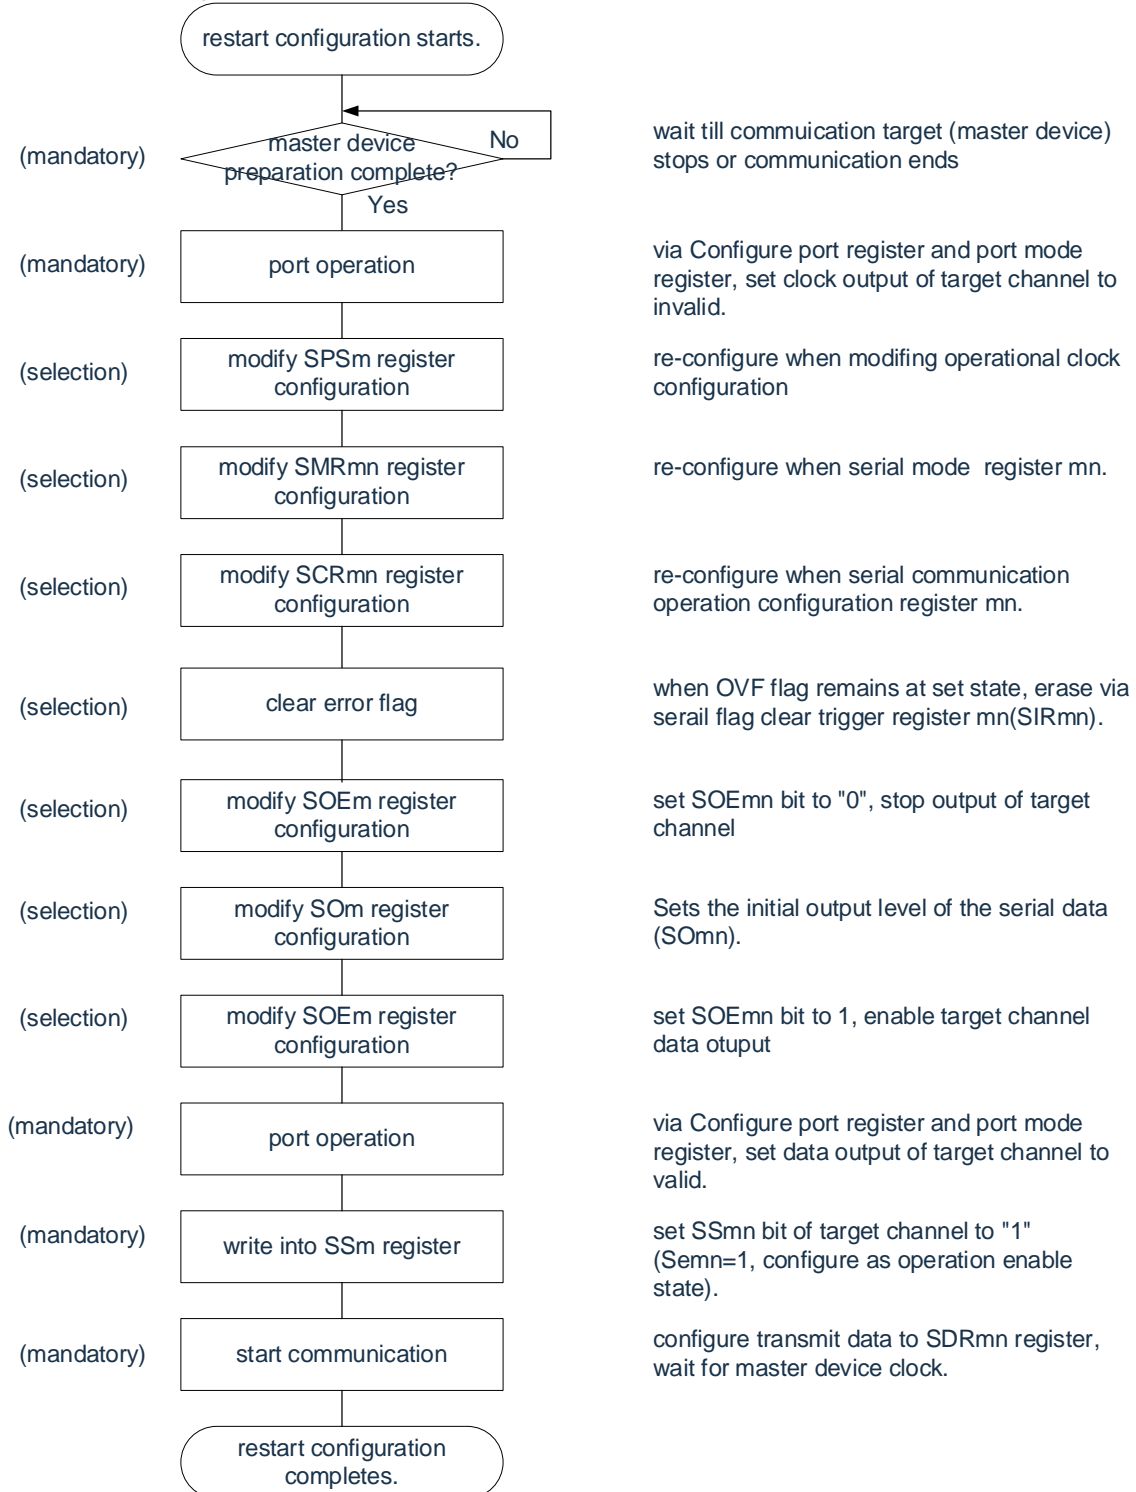 restart configuration starts.
(mandatory)
master device
preparation complete?
No
Yes
wait till commuication target (master device)
stops or communication ends
(mandatory)
port operation
via Configure port register and port mode
register, set clock output of target channel to
invalid.
(selection)
modify SPSm register
configuration
re-configure when modifing operational clock
configuration
(selection)
modify SMRmn register
configuration
re-configure when serial mode  register mn.
(selection)
modify SCRmn register
configuration
re-configure when serial communication
operation configuration register mn.
(selection)
clear error flag
when OVF flag remains at set state, erase via
serail flag clear trigger register mn(SIRmn).
(selection)
modify SOEm register
configuration
set SOEmn bit to "0", stop output of target
channel
(selection)
modify SOm register
configuration
Sets the initial output level of the serial data
(SOmn).
(selection)
modify SOEm register
configuration
set SOEmn bit to 1, enable target channel
data otuput
(mandatory)
port operation
via Configure port register and port mode
register, set data output of target channel to
valid.
(mandatory)
write into SSm register
set SSmn bit of target channel to "1"
(Semn=1, configure as operation enable
state).
(mandatory)
start communication
configure transmit data to SDRmn register,
wait for master device clock.
restart configuration
completes.